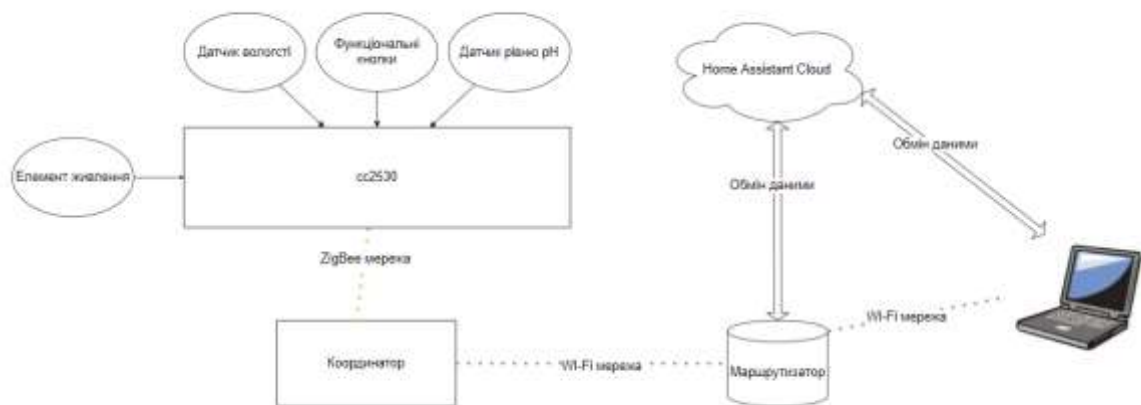 Датчик вологсті
Функціональні
кнопки
Датчик рівню pH
Home Assistant Cloud
Елемент живлення
cc2530
Обмін даними
Обмін даними
ZigBee мережа
Координатор
WI-Fi мережа
Маршрутизатор
WI-Fi мережа